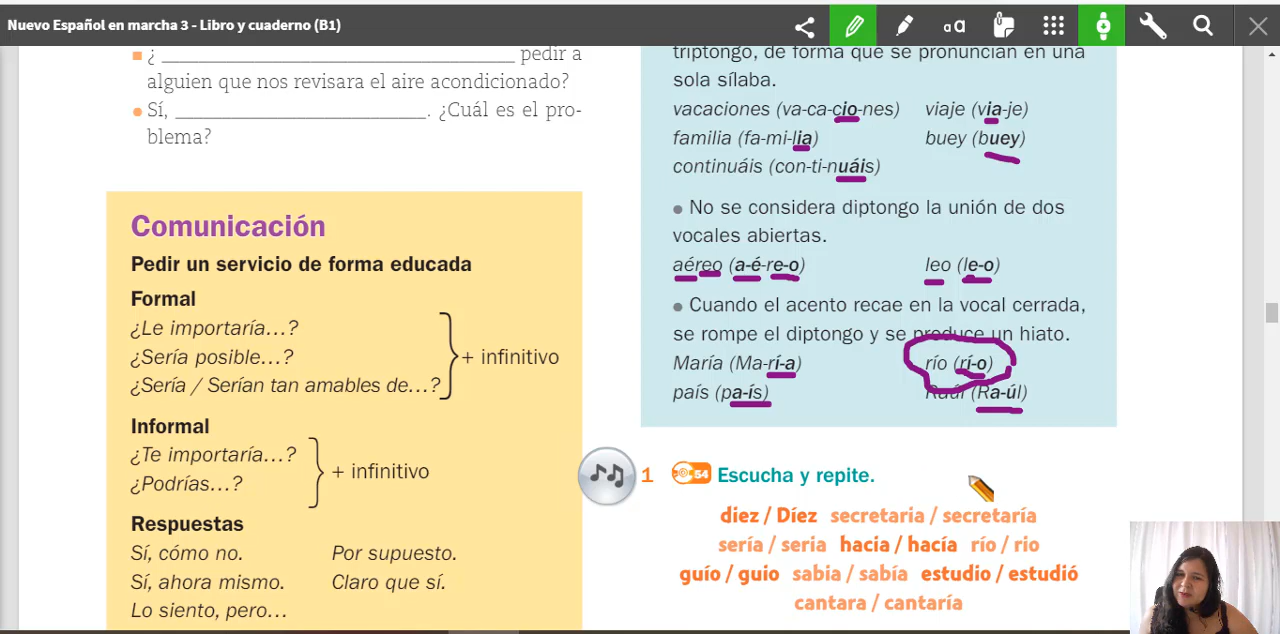 Nuevo Español en marcha 3 - Libro y cuaderno (B1)
aA
¿ ____________________ pedir a
alguien que nos revisara el aire acondicionado?
Sí, ____________________. ¿Cuál es el pro-
blema?
Comunicación
Pedir un servicio de forma educada
Formal
¿Le importaría...?
¿Sería posible...?
¿Sería / Serían tan amables de...?
+ infinitivo
Informal
¿Te importaría...?
¿Podrías...?
+ infinitivo
Respuestas
Sí, cómo no. Por supuesto.
Sí, ahora mismo. Claro que sí.
Lo siento, pero...
triptongo, de forma que se pronuncian en una
sola sílaba.
vacaciones (va-ca-cio-nes) viaje (via-je)
familia (fa-mi-lia) buey (buey)
continuáis (con-ti-nuáis)
● No se considera diptongo la unión de dos
vocales abiertas.
aéreo (a-é-re-o) leo (le-o)
● Cuando el acento recae en la vocal cerrada,
se rompe el diptongo y se produce un hiato.
María (Ma-rí-a) río (rí-o)
país (pa-ís) Raúl (Ra-úl)
1 54 Escucha y repite.
diez / Díez secretaria / secretaría
sería / seria hacia / hacía río / rio
guío / guio sabia / sabía estudio / estudió
cantara / cantaría